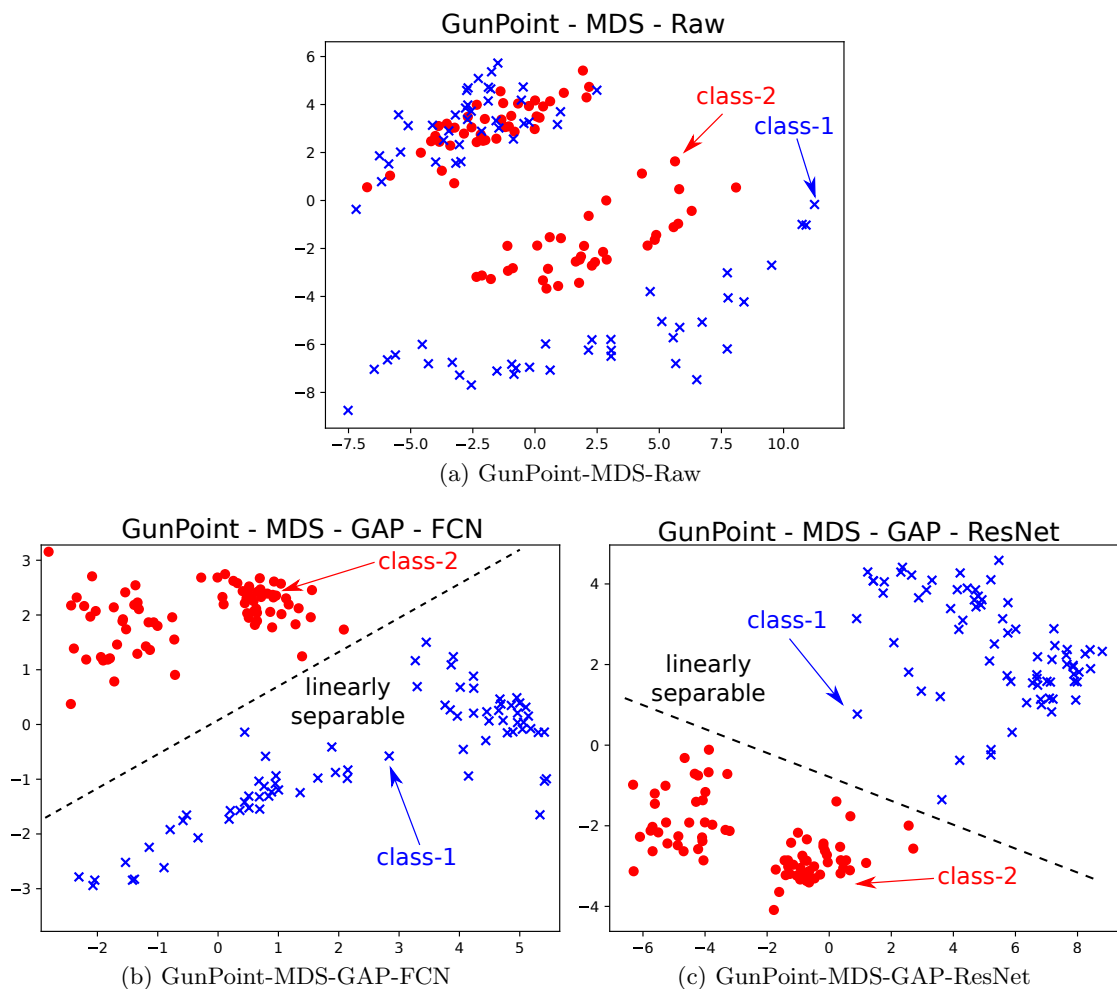 GunPoint - MDS - Raw
6
4
2
0
−2
−4
−6
−8
class-2
class-1
−7.5
−5.0
−2.5
0.0
2.5
5.0
7.5
10.0
(a) GunPoint-MDS-Raw
GunPoint - MDS - GAP - FCN
3
2
1
0
−1
−2
−3
class-2
linearly
separable
class-1
−2
−1
0
1
2
3
4
5
(b) GunPoint-MDS-GAP-FCN
GunPoint - MDS - GAP - ResNet
4
2
0
−2
−4
class-1
linearly
separable
class-2
−6
−4
−2
0
2
4
6
8
(c) GunPoint-MDS-GAP-ResNet